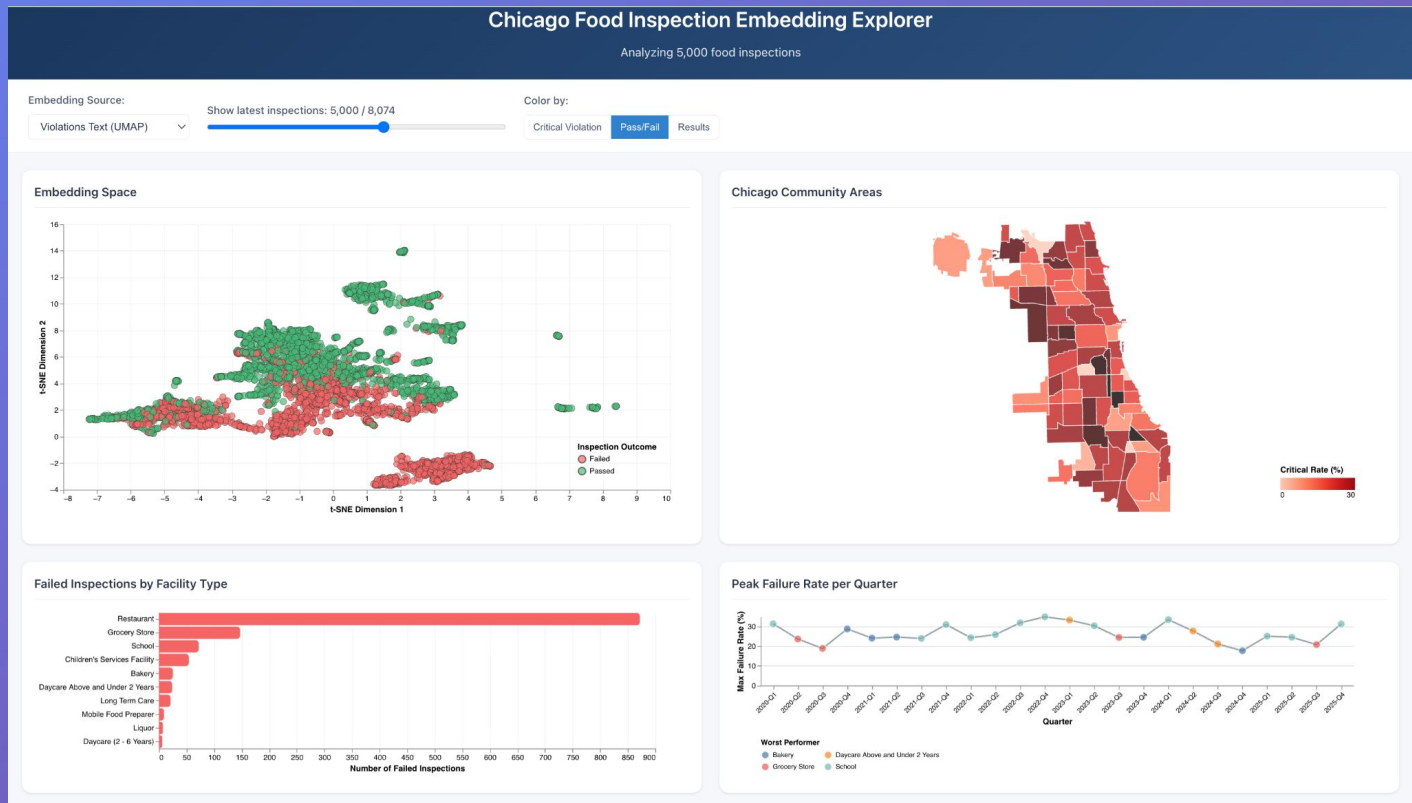 Chicago Food Inspection Embedding Explorer
Analyzing 5,000 food inspections
Embedding Source:
Violations Text (UMAP)
Show latest inspections: 5,000 / 8,074
Color by:
Critical Violation Pass/Fail Results
Embedding Space
t-SNE Dimension 2
16
14
12
10
8
6
4
2
0
−2
−4
−8 −7 −6 −5 −4 −3 −2 −1 0 1 2 3 4 5 6 7 8 9 10
t-SNE Dimension 1
Inspection Outcome
Failed
Passed
Chicago Community Areas
Critical Rate (%)
0 30
Failed Inspections by Facility Type
Restaurant
Grocery Store
School
Children's Services Facility
Bakery
Daycare Above and Under 2 Years
Long Term Care
Mobile Food Preparer
Liquor
Daycare (2 - 6 Years)
0 50 100 150 200 250 300 350 400 450 500 550 600 650 700 750 800 850 900
Number of Failed Inspections
Peak Failure Rate per Quarter
Max Failure Rate (%)
30
20
10
0
2020-Q1 2020-Q2 2020-Q3 2020-Q4 2021-Q1 2021-Q2 2021-Q3 2021-Q4 2022-Q1 2022-Q2 2022-Q3 2022-Q4 2023-Q1 2023-Q2 2023-Q3 2023-Q4 2024-Q1 2024-Q2 2024-Q3 2024-Q4 2025-Q1 2025-Q2 2025-Q3 2025-Q4
Quarter
Worst Performer
Bakery Daycare Above and Under 2 Years
Grocery Store School